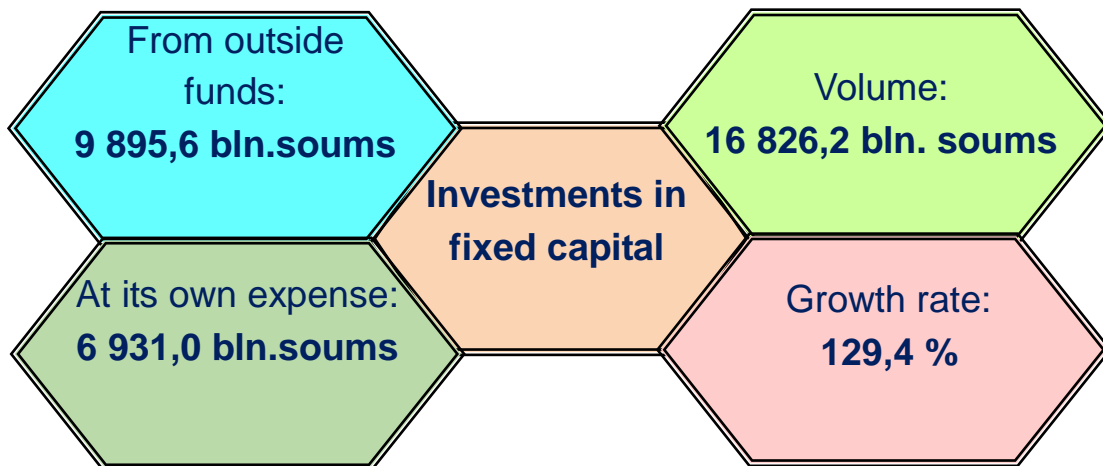 From outside
funds:
9 895,6 bln.soums
Volume:
16 826,2 bln. soums
Investments in
fixed capital
At its own expense:
6 931,0 bln.soums
Growth rate:
129,4 %